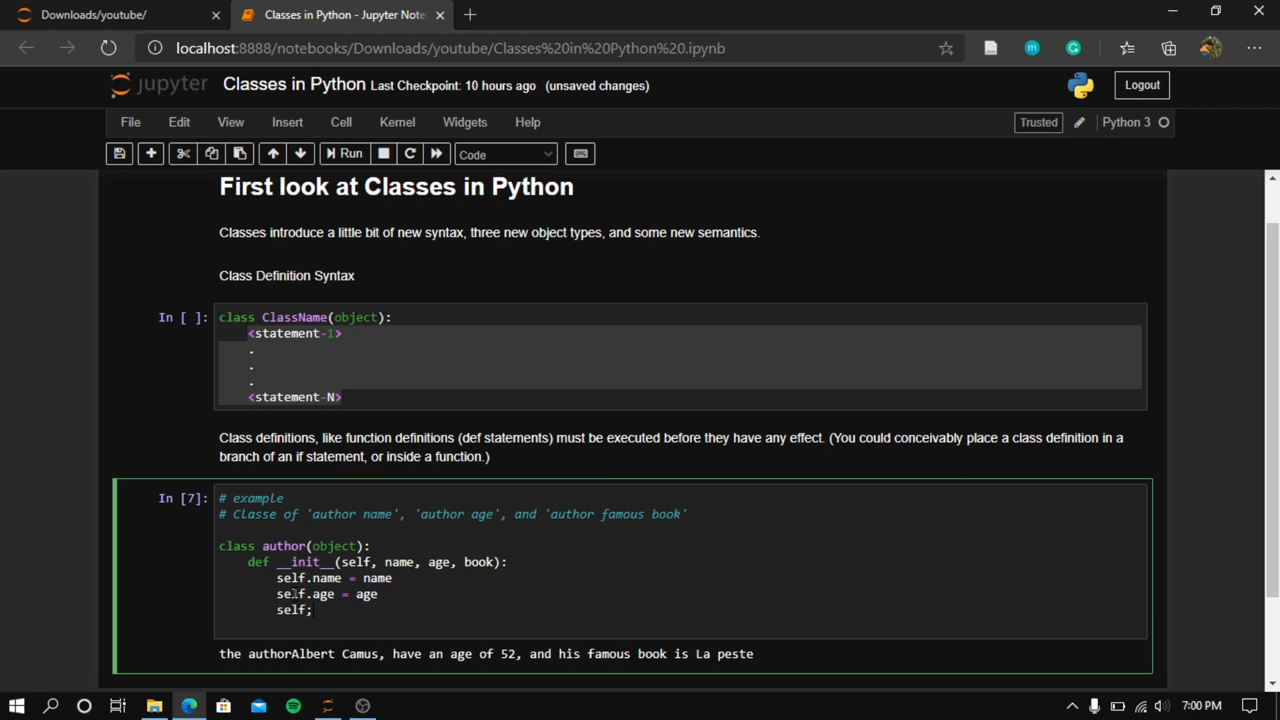 Downloads/youtube/
Classes in Python - Jupyter Note
localhost:8888/notebooks/Downloads/youtube/Classes%20in%20Python%20.ipynb
jupyter Classes in Python Last Checkpoint: 10 hours ago (unsaved changes)
Logout
File Edit View Insert Cell Kernel Widgets Help
Trusted Python 3
Run Code
First look at Classes in Python
Classes introduce a little bit of new syntax, three new object types, and some new semantics.
Class Definition Syntax
In [ ]: class ClassName(object):
<statement-1>
.
.
.
<statement-N>
Class definitions, like function definitions (def statements) must be executed before they have any effect. (You could conceivably place a class definition in a
branch of an if statement, or inside a function.)
In [7]: # example
# Classe of 'author name', 'author age', and 'author famous book'
class author(object):
def __init__(self, name, age, book):
self.name = name
self.age = age
self;
the authorAlbert Camus, have an age of 52, and his famous book is La peste
7:00 PM